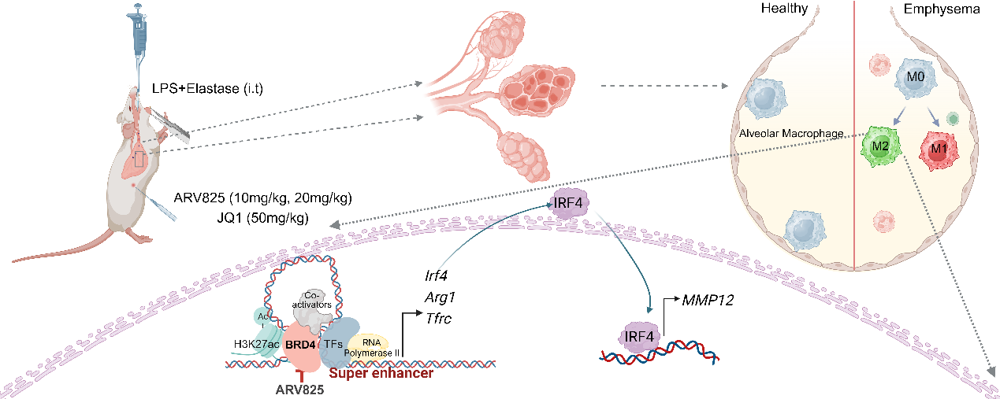 Healthy
Emphysema
LPS+Elastase (i.t)
M0
Alveolar Macrophage
M2
M1
ARV825 (10mg/kg, 20mg/kg)
JQ1 (50mg/kg)
IRF4
Irf4
Arg1
Tfrc
Co-
activators
Ac
H3K27ac
BRD4
TFs
RNA
Polymerase II
Super enhancer
ARV825
MMP12
IRF4